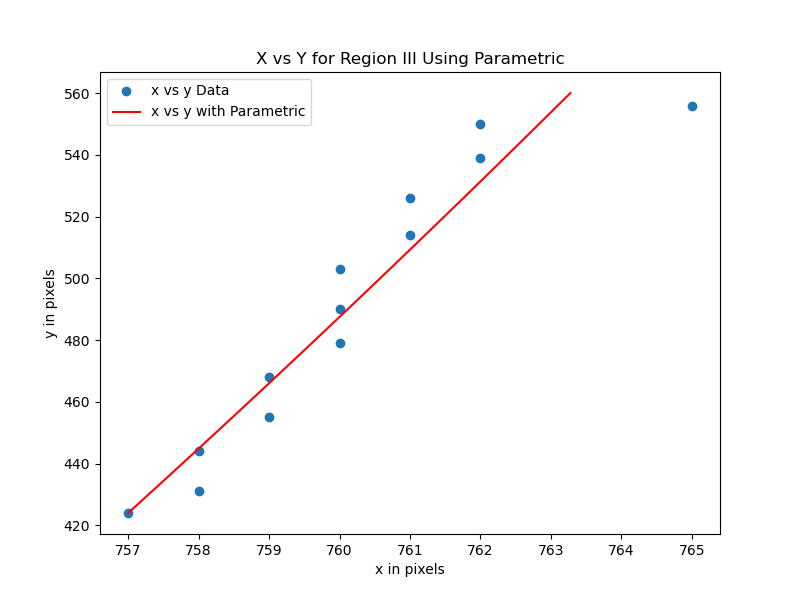 X vs Y for Region III Using Parametric
x vs y Data
x vs y with Parametric
560
540
520
500
480
460
440
420
y in pixels
757 758 759 760 761 762 763 764 765
x in pixels